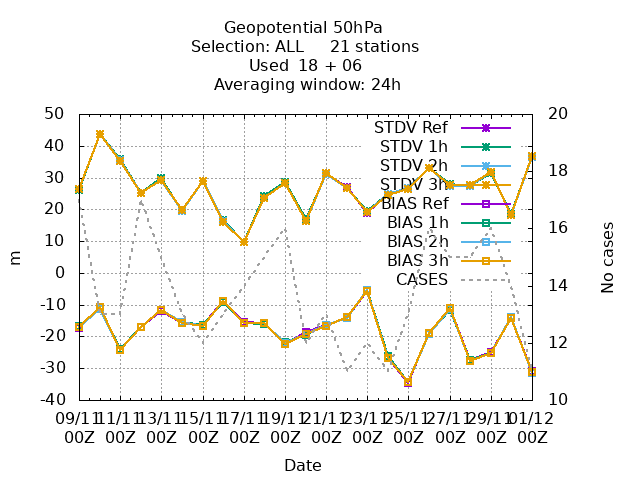 Geopotential 50hPa
Selection: ALL     21 stations
Used  18 + 06
Averaging window: 24h
50
40
30
20
10
0
-10
-20
-30
-40
m
20
18
16
14
12
10
No cases
STDV Ref
STDV 1h
STDV 2h
STDV 3h
BIAS Ref
BIAS 1h
BIAS 2h
BIAS 3h
CASES
09/11 11/11 13/11 15/11 17/11 19/11 21/11 23/11 25/11 27/11 29/11 01/12
00Z 00Z 00Z 00Z 00Z 00Z 00Z 00Z 00Z 00Z 00Z 00Z
Date